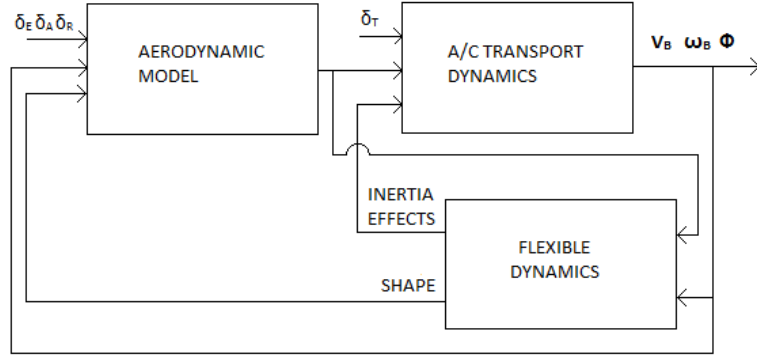 δE δA δR
AERODYNAMIC
MODEL
δT
A/C TRANSPORT
DYNAMICS
VB ωB Φ
INERTIA
EFFECTS
FLEXIBLE
DYNAMICS
SHAPE